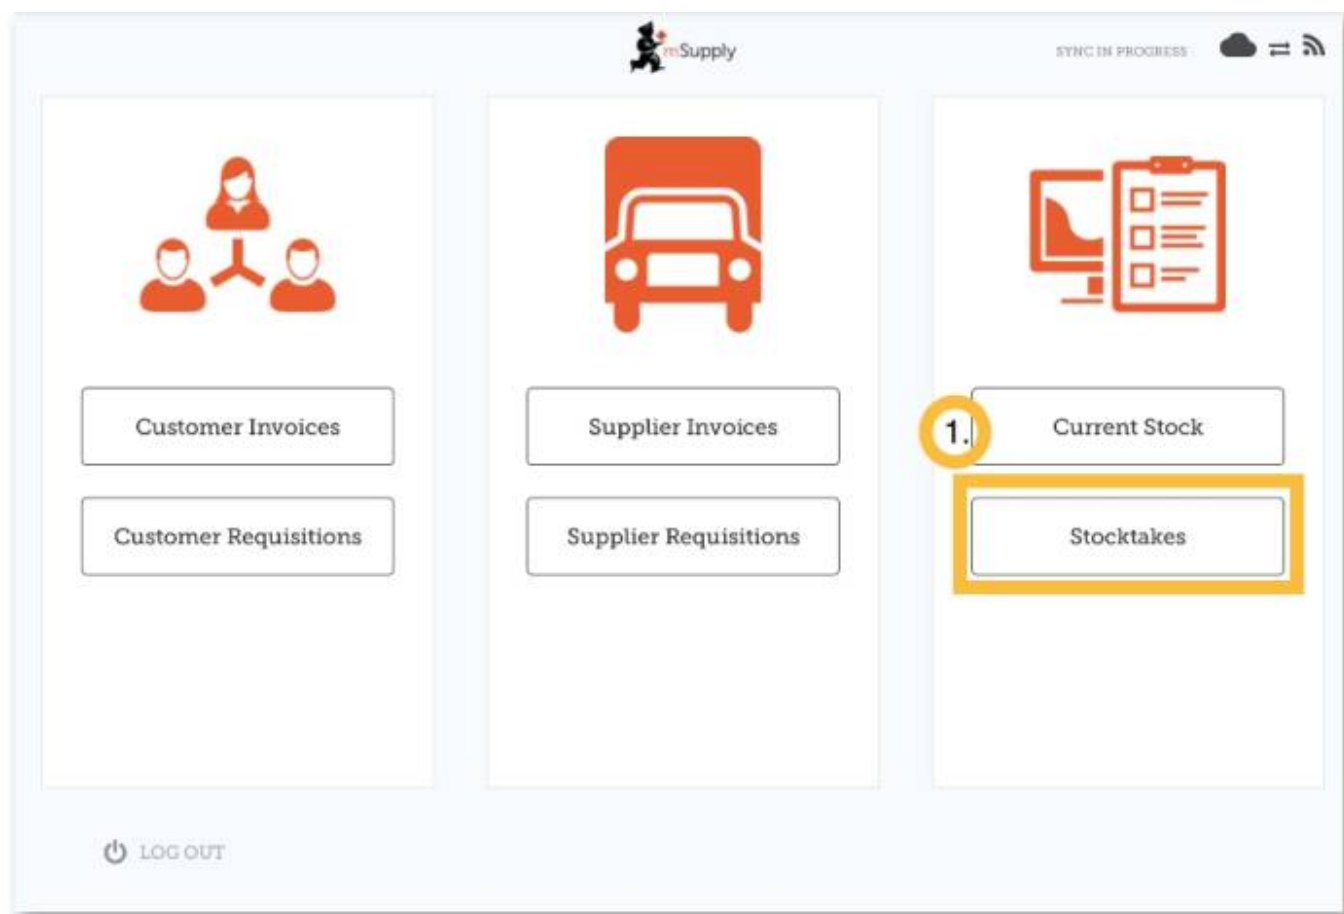 mSupply
SYNC IN PROGRESS
Customer Invoices
Customer Requisitions
Supplier Invoices
Supplier Requisitions
1.
Current Stock
Stocktakes
LOG OUT